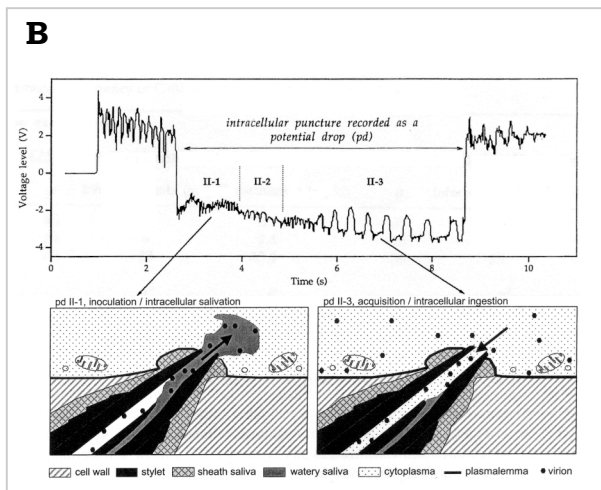 B
4
2
0
-2
-4
Voltage level (V)
intracellular puncture recorded as a
potential drop (pd)
II-1
II-2
II-3
0
2
4
6
8
10
Time (s)
pd II-1, inoculation / intracellular salivation
pd II-3, acquisition / intracellular ingestion
cell wall
stylet
sheath saliva
watery saliva
cytoplasma
plasmalemma
virion